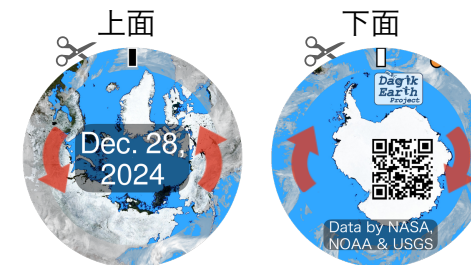 上面
下面
Dec. 28,
2024
Dagik
Earth
Project
Data by NASA,
NOAA & USGS